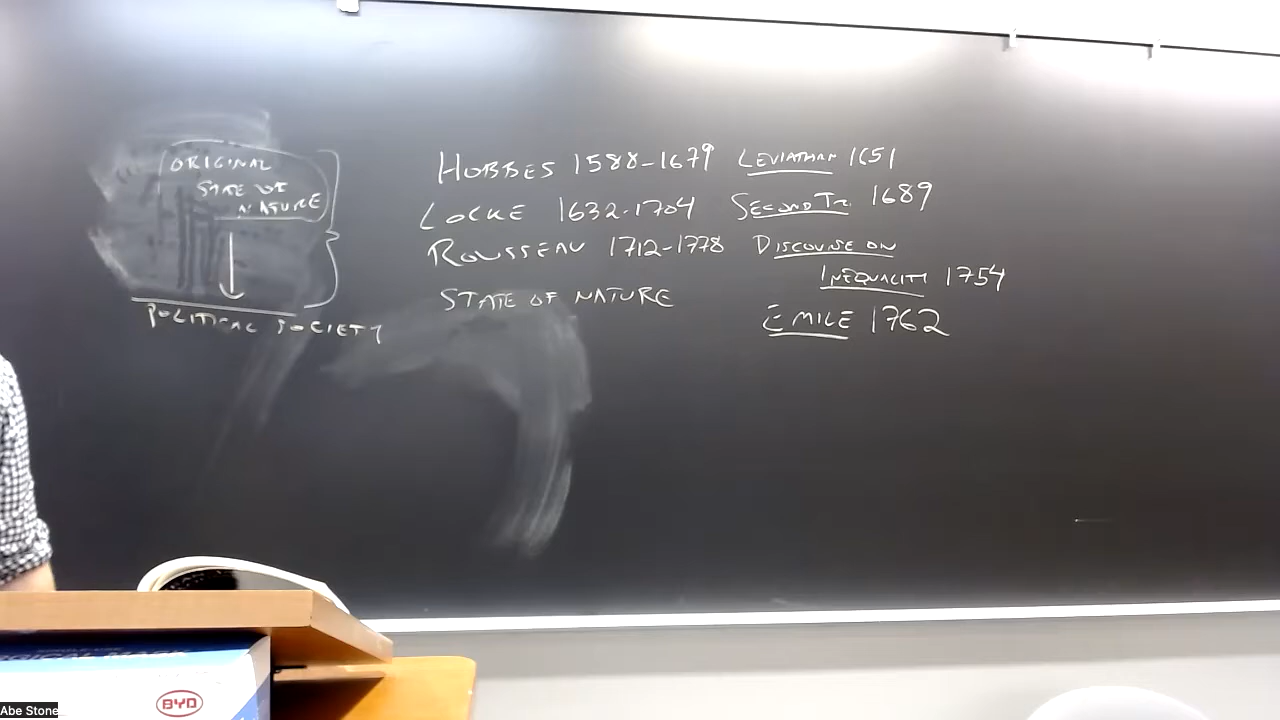 ORIGINAL
STATE OF
NATURE
POLITICAL SOCIETY
HOBBES 1588-1679 LEVIATHAN 1651
LOCKE 1632-1704 SECOND TR. 1689
ROUSSEAU 1712-1778 DISCOURSE ON
INEQUALITY 1754
STATE OF NATURE
EMILE 1762
BYD
Abe Stone